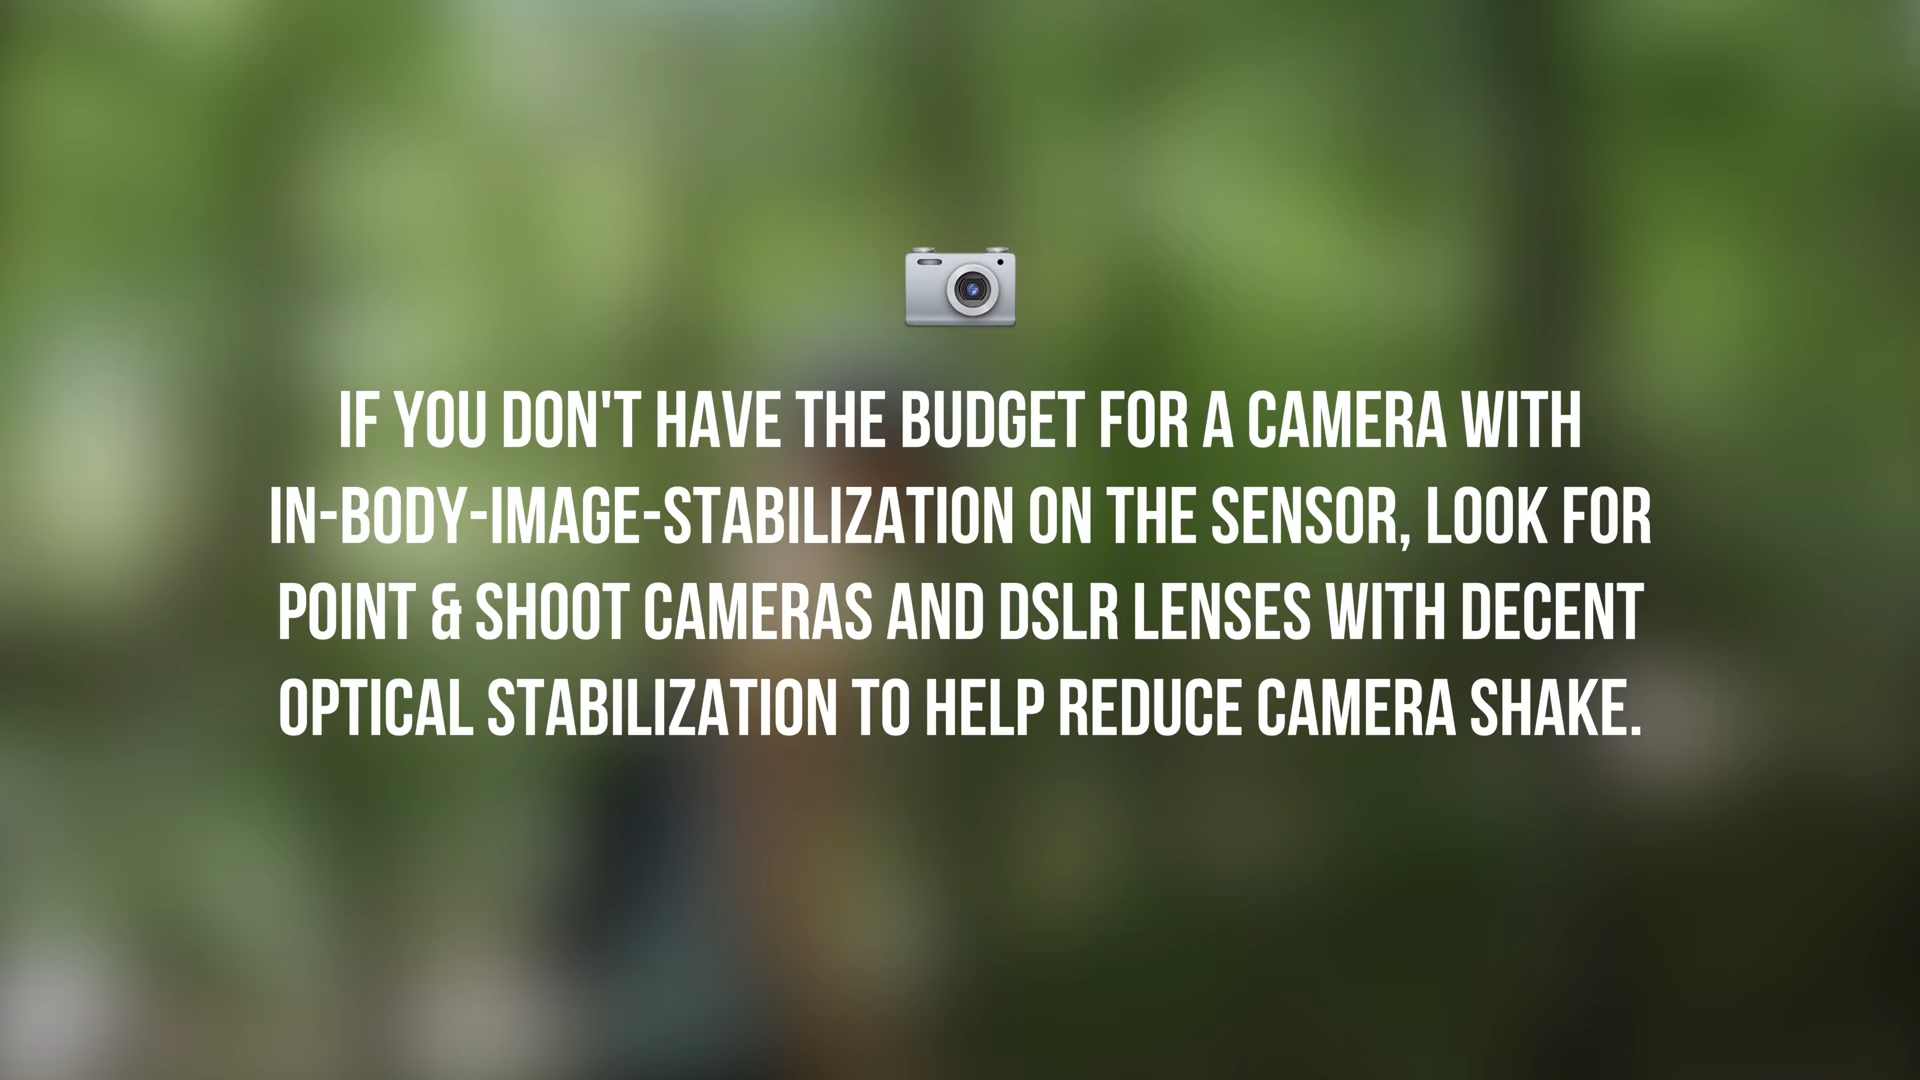 IF YOU DON'T HAVE THE BUDGET FOR A CAMERA WITH
IN-BODY-IMAGE-STABILIZATION ON THE SENSOR, LOOK FOR
POINT & SHOOT CAMERAS AND DSLR LENSES WITH DECENT
OPTICAL STABILIZATION TO HELP REDUCE CAMERA SHAKE.